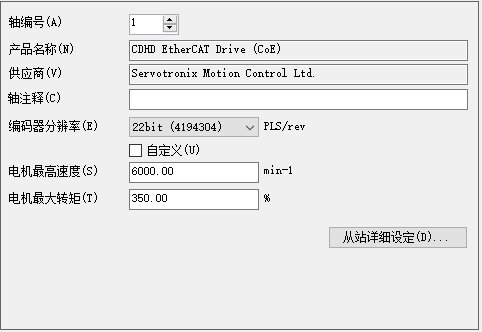 轴编号(A) 1
产品名称(N) CDHD EtherCAT Drive (CoE)
供应商(V) Servotronix Motion Control Ltd.
轴注释(C)
编码器分辨率(E) 22bit (4194304) PLS/rev
自定义(U)
电机最高速度(S) 6000.00 min-1
电机最大转矩(T) 350.00 %
从站详细设定(D)...